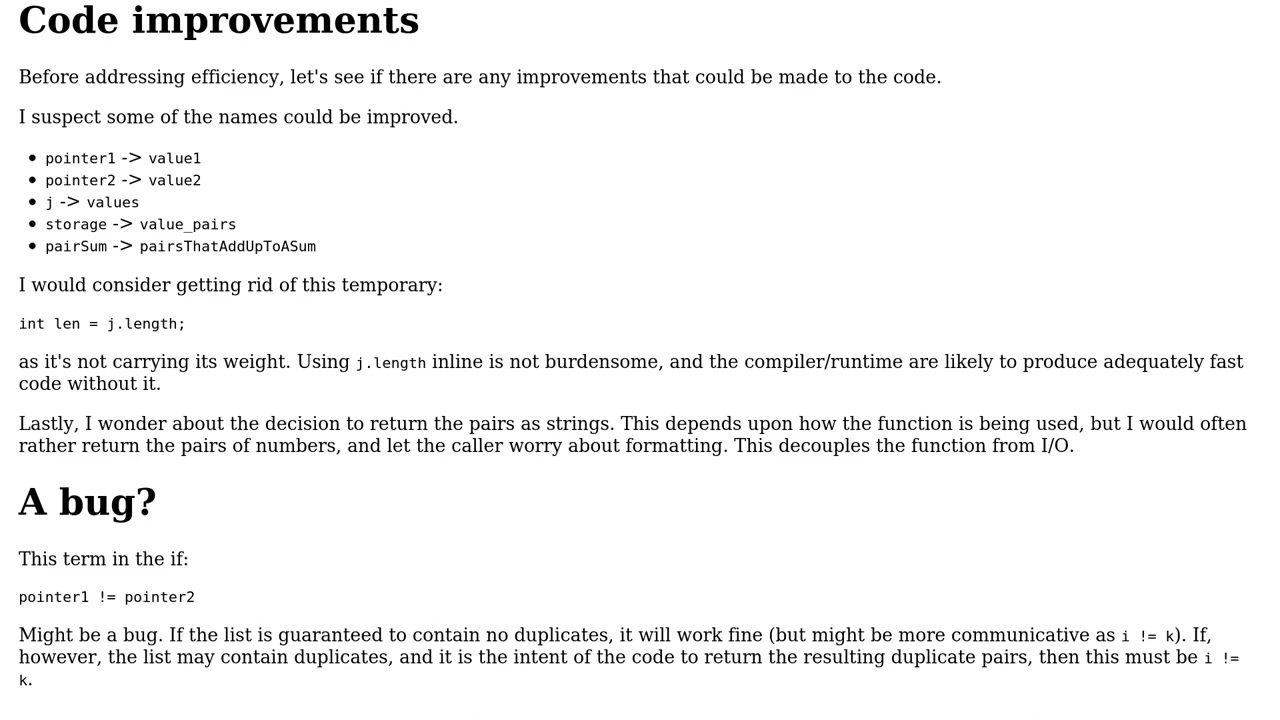 Code improvements
Before addressing efficiency, let's see if there are any improvements that could be made to the code.
I suspect some of the names could be improved.
• pointer1 -> value1
• pointer2 -> value2
• j -> values
• storage -> value_pairs
• pairSum -> pairsThatAddUpToASum
I would consider getting rid of this temporary:
int len = j.length;
as it's not carrying its weight. Using j.length inline is not burdensome, and the compiler/runtime are likely to produce adequately fast
code without it.
Lastly, I wonder about the decision to return the pairs as strings. This depends upon how the function is being used, but I would often
rather return the pairs of numbers, and let the caller worry about formatting. This decouples the function from I/O.
A bug?
This term in the if:
pointer1 != pointer2
Might be a bug. If the list is guaranteed to contain no duplicates, it will work fine (but might be more communicative as i != k). If,
however, the list may contain duplicates, and it is the intent of the code to return the resulting duplicate pairs, then this must be i !=
k.